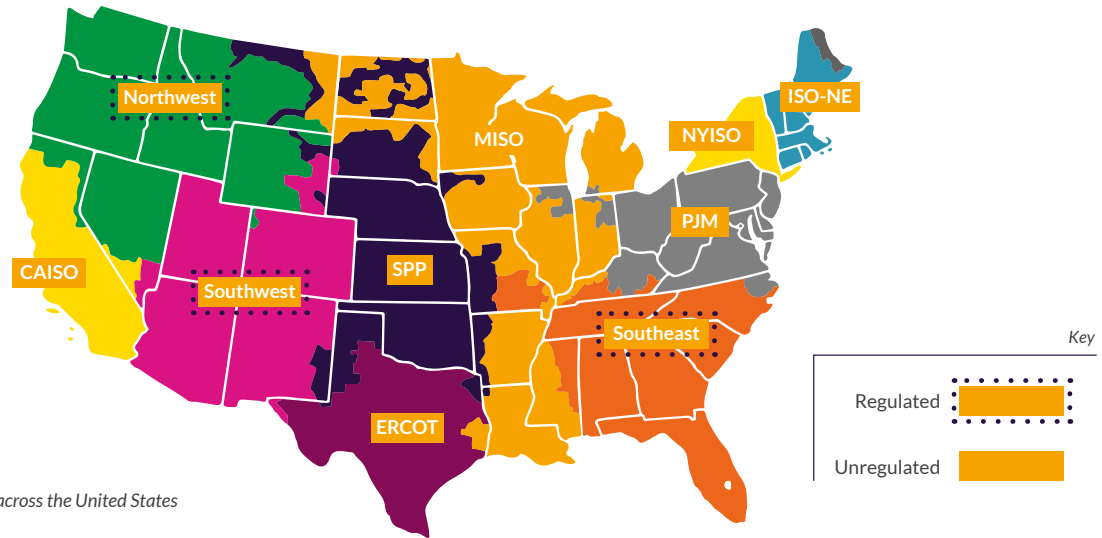 Northwest
MISO
ISO-NE
NYISO
PJM
CAISO
Southwest
SPP
Southeast
ERCOT
Key
Regulated
Unregulated
across the United States